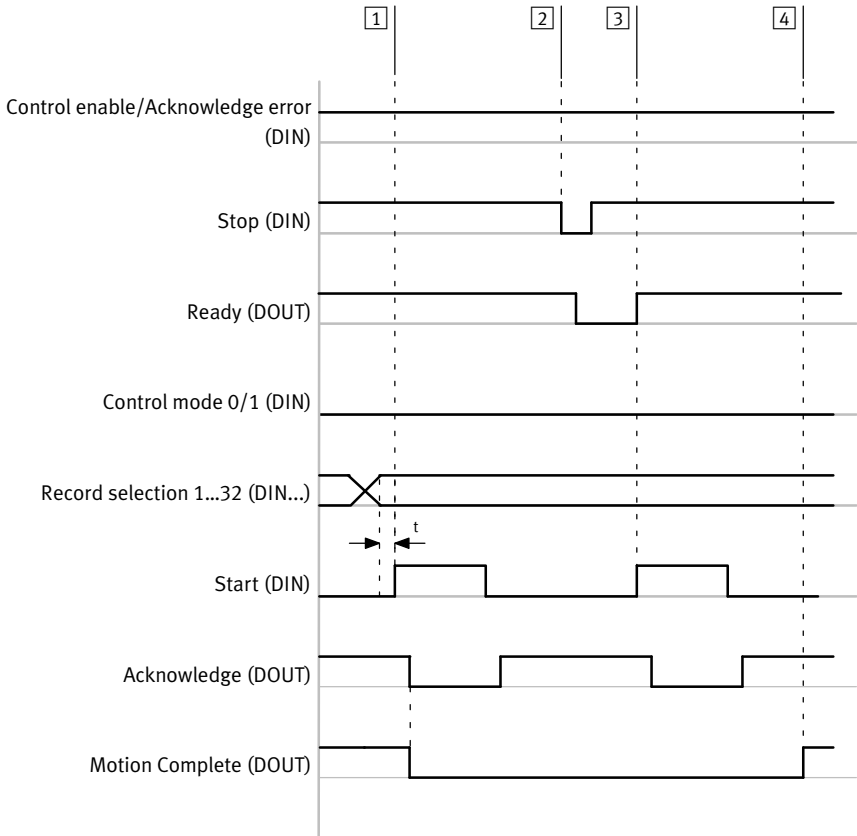 1 2 3 4
Control enable/Acknowledge error
(DIN)
Stop (DIN)
Ready (DOUT)
Control mode 0/1 (DIN)
Record selection 1...32 (DIN...)
t
Start (DIN)
Acknowledge (DOUT)
Motion Complete (DOUT)